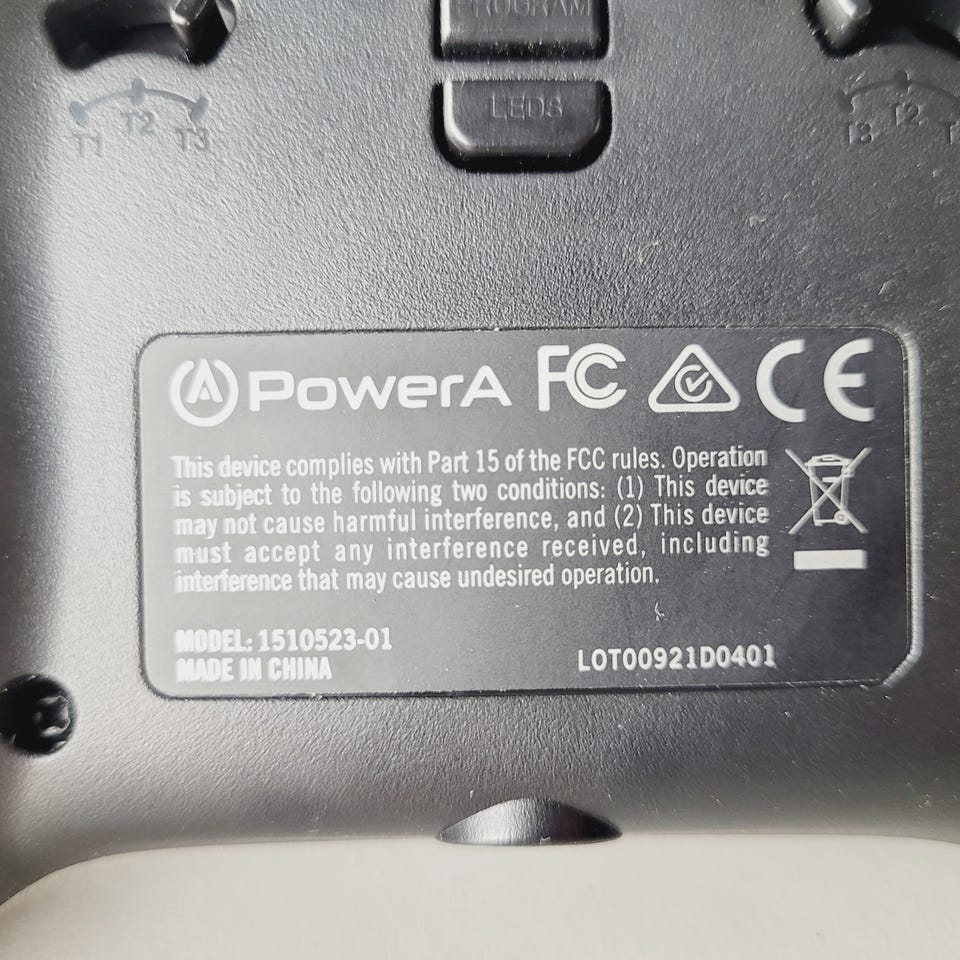 PROGRAM
LEDS
T1 T2 T3
T3 T2
PowerA FC CE
This device complies with Part 15 of the FCC rules. Operation
is subject to the following two conditions: (1) This device
may not cause harmful interference, and (2) This device
must accept any interference received, including
interference that may cause undesired operation.
MODEL: 1510523-01
MADE IN CHINA
LOT00921D0401